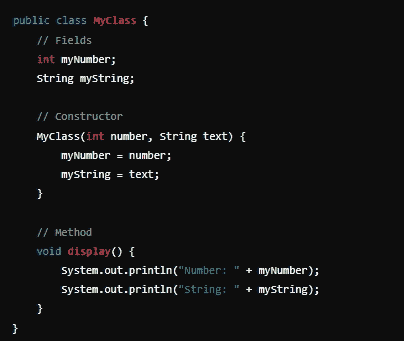 public class MyClass {
// Fields
int myNumber;
String myString;
// Constructor
MyClass(int number, String text) {
myNumber = number;
myString = text;
}
// Method
void display() {
System.out.println("Number: " + myNumber);
System.out.println("String: " + myString);
}
}